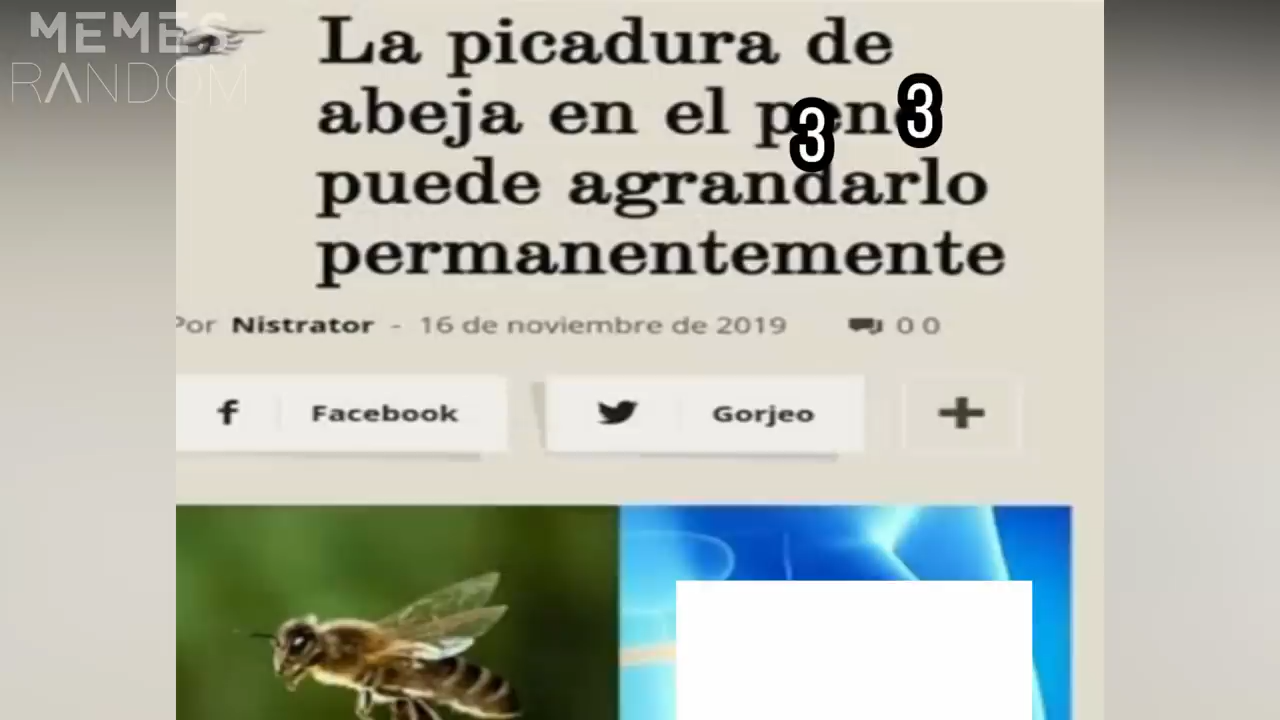 MEMES
RANDOM
La picadura de
abeja en el p3n3
puede agrandarlo
permanentemente
Por Nistrator - 16 de noviembre de 2019 0 0
Facebook
Gorjeo